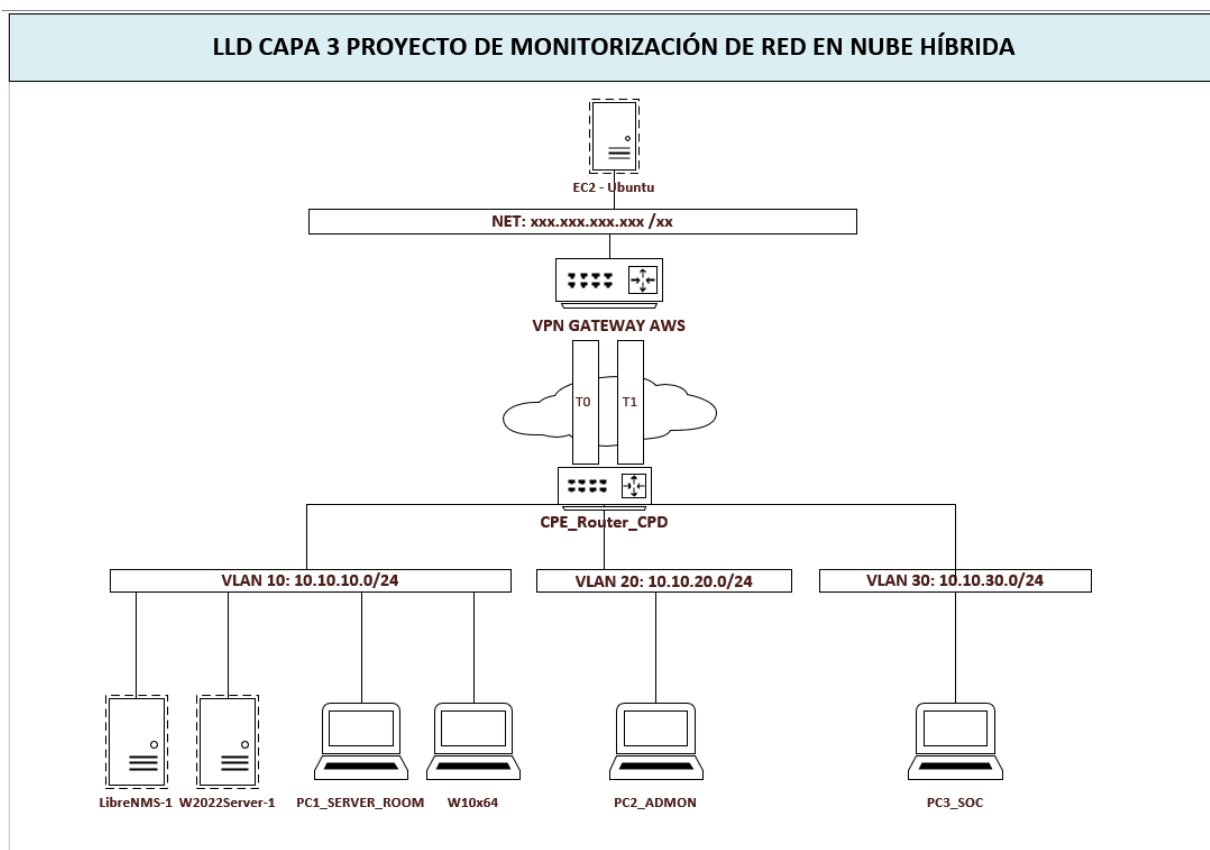 LLD CAPA 3 PROYECTO DE MONITORIZACIÓN DE RED EN NUBE HÍBRIDA
EC2 - Ubuntu
NET: xxx.xxx.xxx.xxx /xx
VPN GATEWAY AWS
T0
T1
CPE_Router_CPD
VLAN 10: 10.10.10.0/24
VLAN 20: 10.10.20.0/24
VLAN 30: 10.10.30.0/24
LibreNMS-1
W2022Server-1
PC1_SERVER_ROOM
W10x64
PC2_ADMON
PC3_SOC